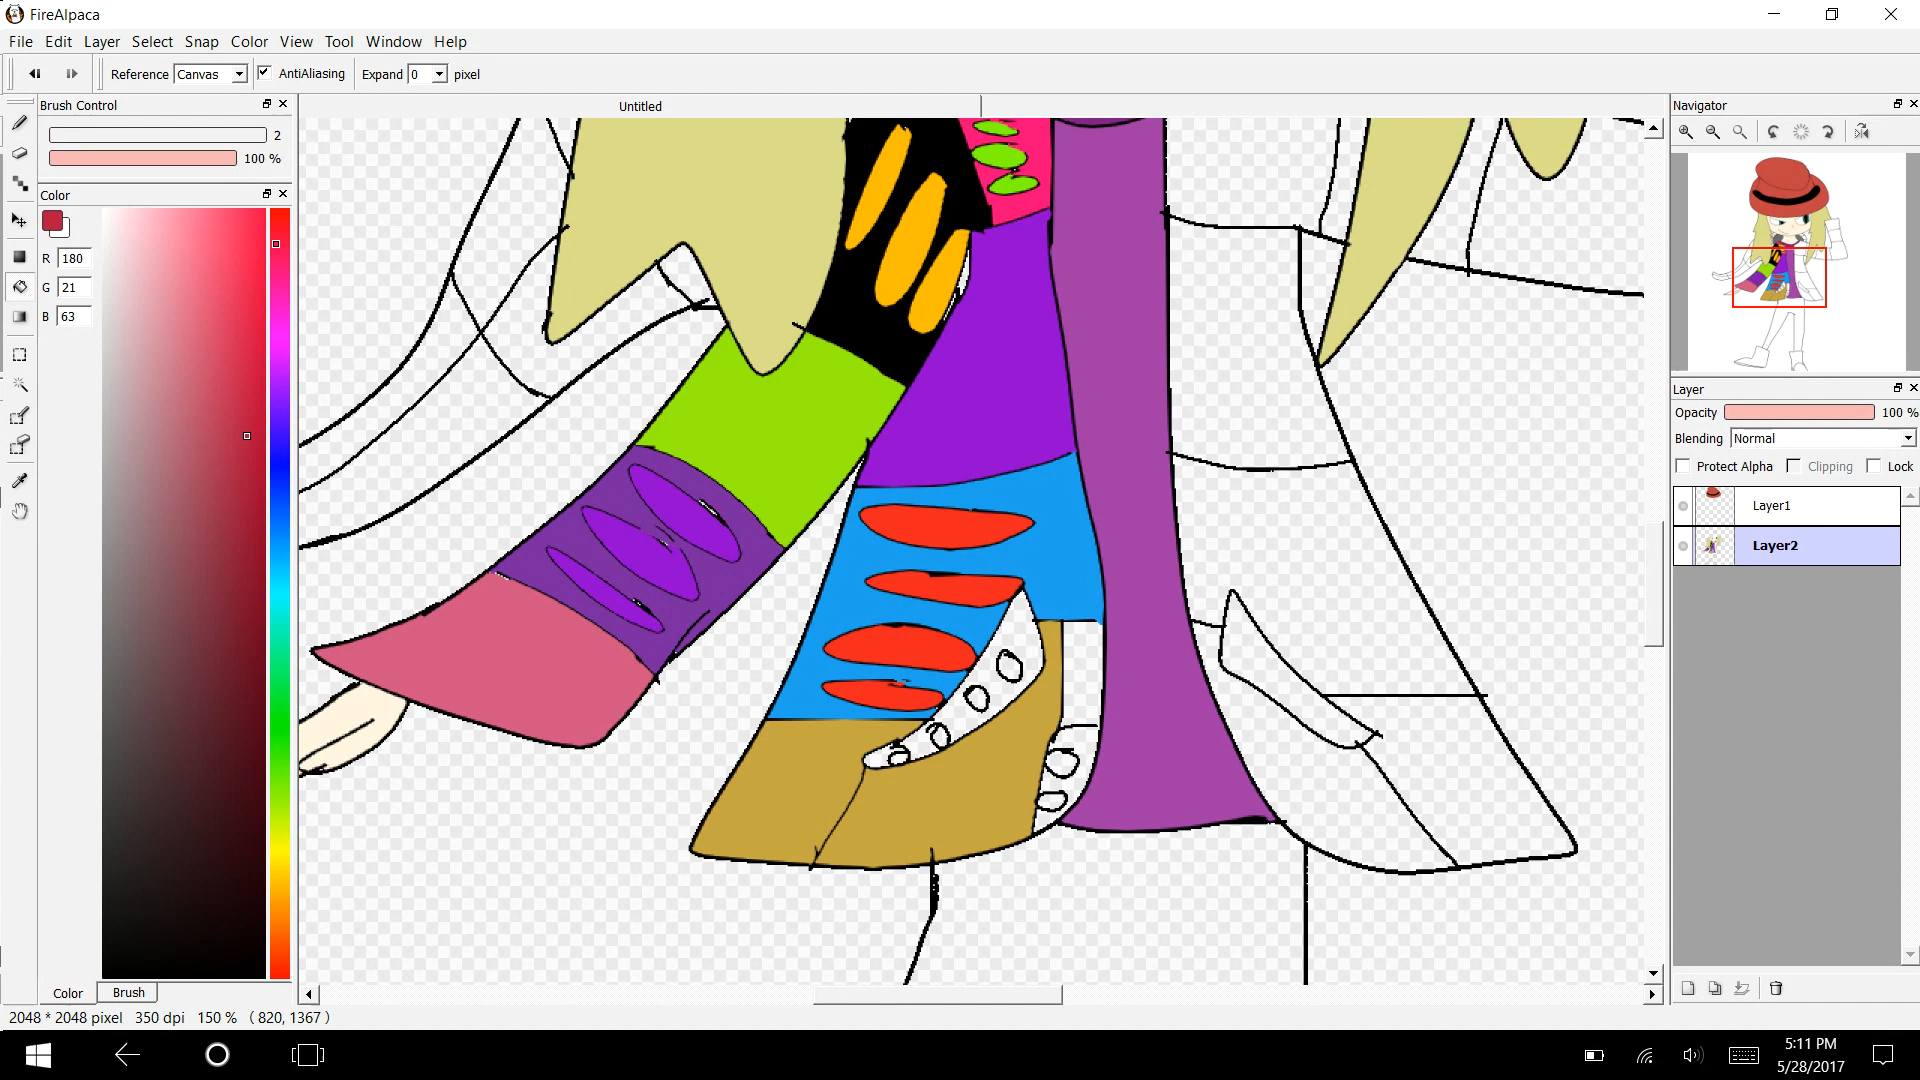 FireAlpaca
File Edit Layer Select Snap Color View Tool Window Help
Reference Canvas AntiAliasing Expand 0 pixel
Brush Control
2
100 %
Color
R 180
G 21
B 63
Color Brush
Untitled
Navigator
Layer
Opacity 100 %
Blending Normal
Protect Alpha Clipping Lock
Layer1
Layer2
2048 * 2048 pixel 350 dpi 150 % ( 820, 1367 )
5:11 PM
5/28/2017